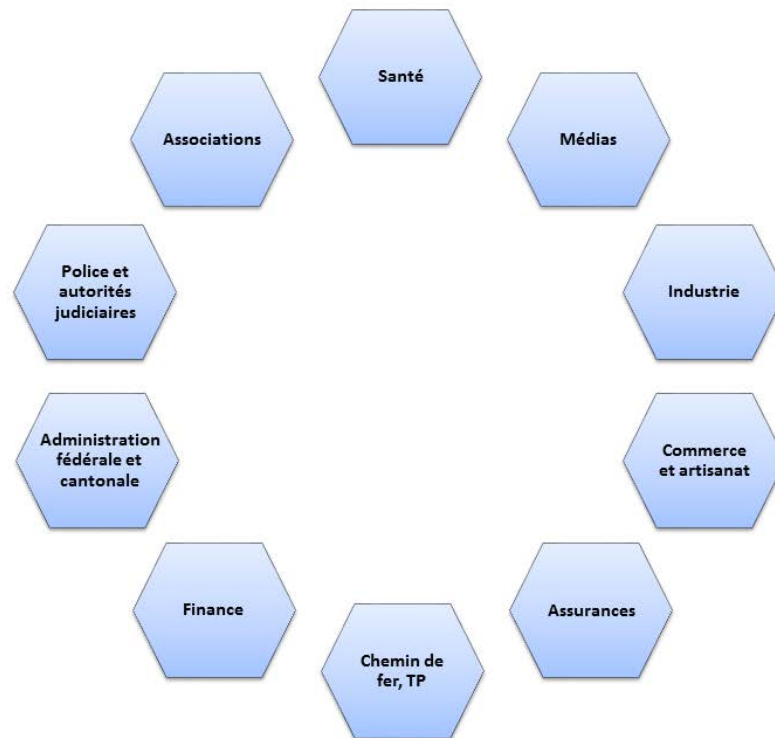 Santé
Associations
Médias
Police et
autorités
judiciaires
Industrie
Administration
fédérale et
cantonale
Commerce
et artisanat
Finance
Assurances
Chemin de
fer, TP